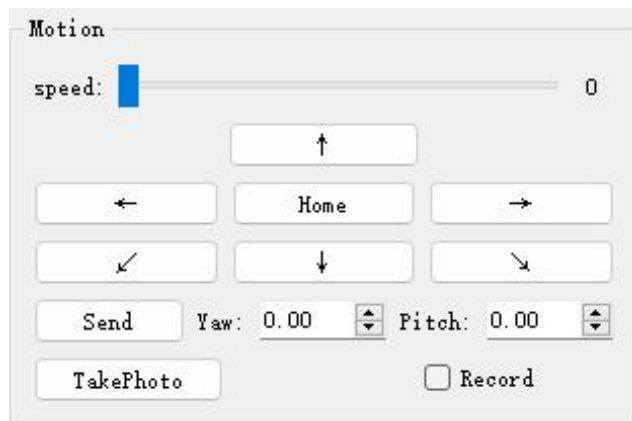 Motion
speed: 0
↑
← Home →
↙ ↓ ↘
Send Yaw: 0.00 Pitch: 0.00
TakePhoto Record